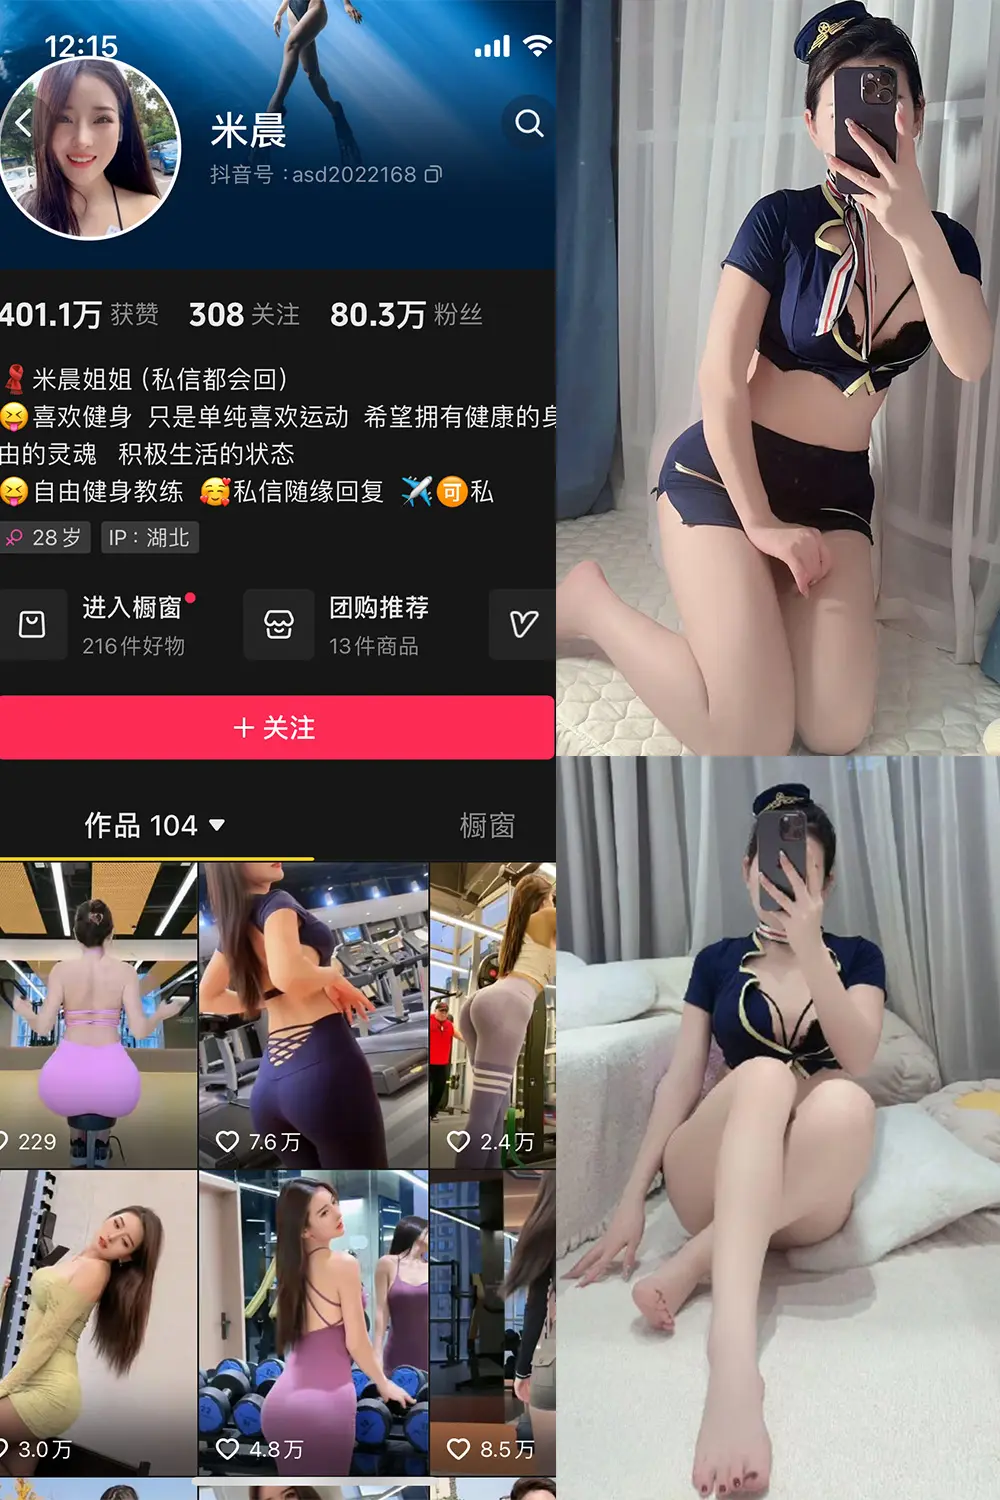 12:15
米晨
抖音号：asd2022168
401.1万 获赞 308 关注 80.3万 粉丝
米晨姐姐（私信都会回）
喜欢健身 只是单纯喜欢运动 希望拥有健康的身
由的灵魂 积极生活的状态
自由健身教练 私信随缘回复 可私
28岁 IP：湖北
进入橱窗 团购推荐
216件好物 13件商品
+ 关注
作品 104 橱窗
229 7.6万 2.4万
3.0万 4.8万 8.5万